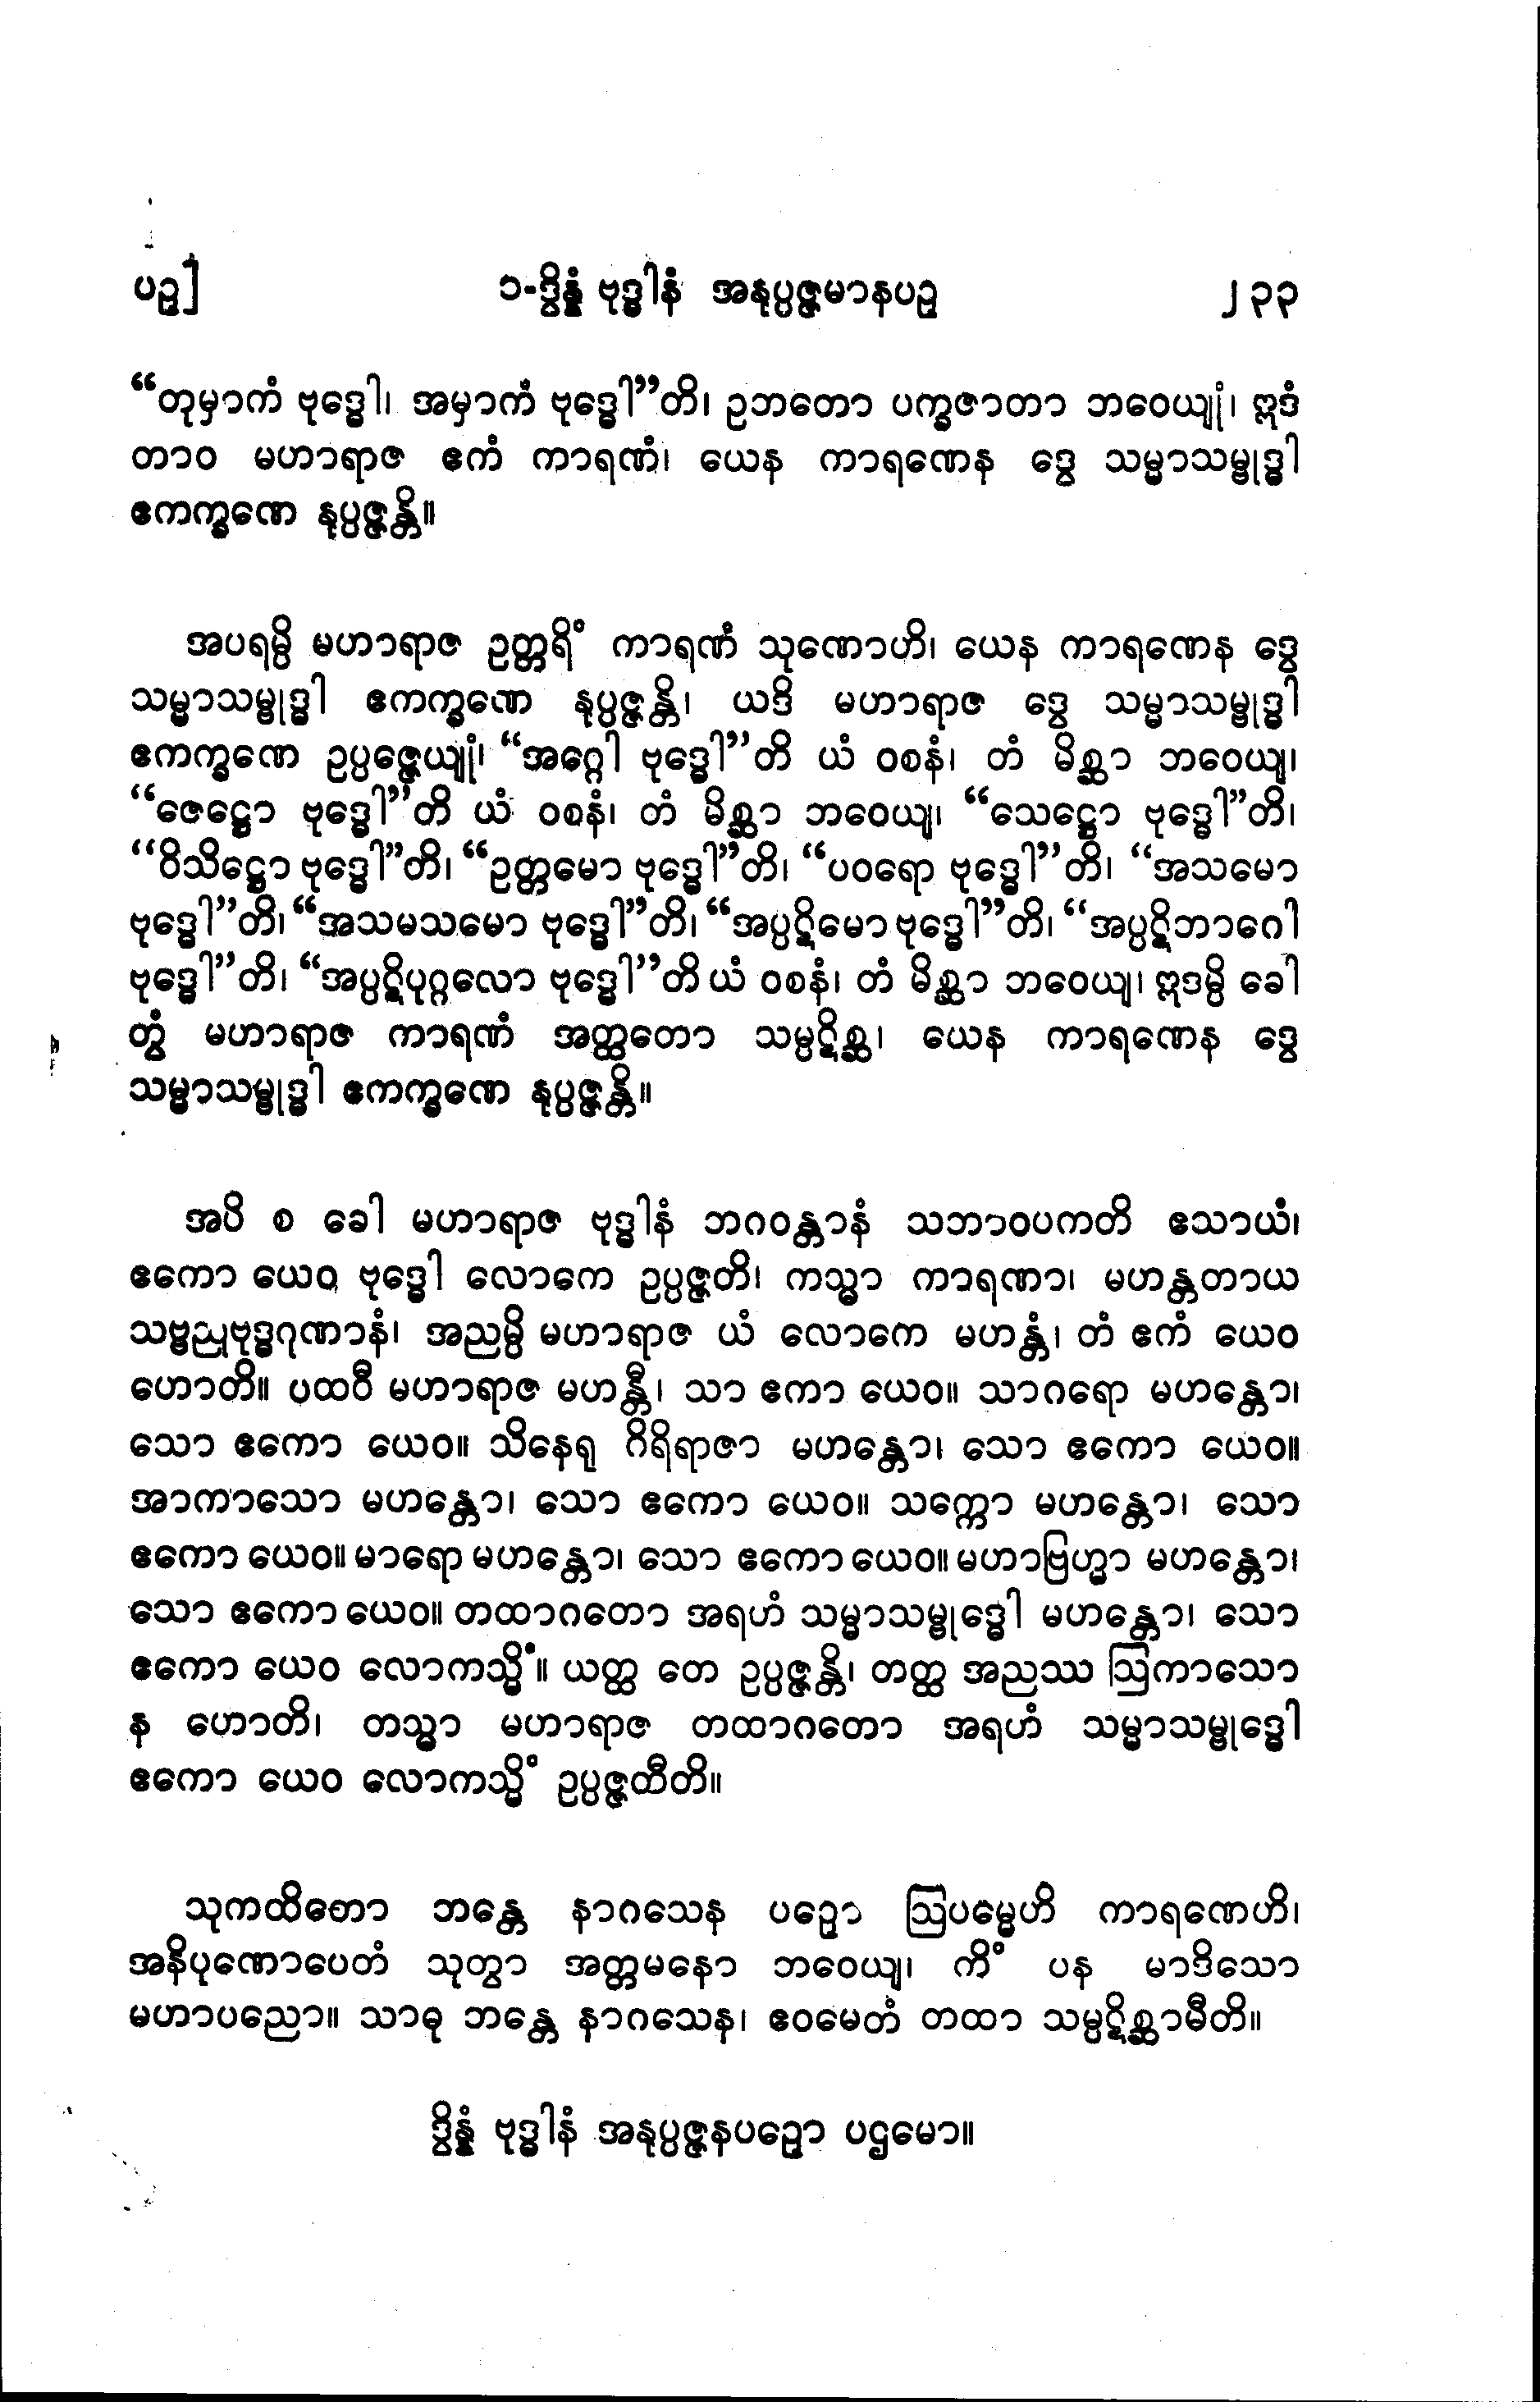 ပဉှ] ၁-ဒွိန္နံ ဗုဒ္ဓါနံ အနုပ္ပဇ္ဇမာနပဉှ ၂၃၃
“တုမှာကံ ဗုဒ္ဓေါ၊ အမှာကံ ဗုဒ္ဓေါ”တိ၊ ဥဘတော ပက္ခဇာတာ ဘဝေယျုံ၊ ဣဒံ
တာဝ မဟာရာဇ ဧကံ ကာရဏံ၊ ယေန ကာရဏေန ဒွေ သမ္မာသမ္ဗုဒ္ဓါ
ဧကက္ခဏေ နုပ္ပဇ္ဇန္တိ။
အပရမ္ပိ မဟာရာဇ ဥတ္တရိံ ကာရဏံ သုဏောဟိ၊ ယေန ကာရဏေန ဒွေ
သမ္မာသမ္ဗုဒ္ဓါ ဧကက္ခဏေ နုပ္ပဇ္ဇန္တိ၊ ယဒိ မဟာရာဇ ဒွေ သမ္မာသမ္ဗုဒ္ဓါ
ဧကက္ခဏေ ဥပ္ပဇ္ဇေယျုံ၊ “အဂ္ဂေါ ဗုဒ္ဓေါ”တိ ယံ ဝစနံ၊ တံ မိစ္ဆာ ဘဝေယျ၊
“ဇေဋ္ဌော ဗုဒ္ဓေါ”တိ ယံ ဝစနံ၊ တံ မိစ္ဆာ ဘဝေယျ၊ “သေဋ္ဌော ဗုဒ္ဓေါ”တိ၊
“ဝိသိဋ္ဌော ဗုဒ္ဓေါ”တိ၊ “ဥတ္တမော ဗုဒ္ဓေါ”တိ၊ “ပဝရော ဗုဒ္ဓေါ”တိ၊ “အသမော
ဗုဒ္ဓေါ”တိ၊ “အသမသမော ဗုဒ္ဓေါ”တိ၊ “အပ္ပဋိမော ဗုဒ္ဓေါ”တိ၊ “အပ္ပဋိဘာဂေါ
ဗုဒ္ဓေါ”တိ၊ “အပ္ပဋိပုဂ္ဂလော ဗုဒ္ဓေါ”တိ ယံ ဝစနံ၊ တံ မိစ္ဆာ ဘဝေယျ၊ ဣဒမ္ပိ ခေါ
တွံ မဟာရာဇ ကာရဏံ အတ္ထတော သမ္ပဋိစ္ဆ၊ ယေန ကာရဏေန ဒွေ
သမ္မာသမ္ဗုဒ္ဓါ ဧကက္ခဏေ နုပ္ပဇ္ဇန္တိ။
အပိ စ ခေါ မဟာရာဇ ဗုဒ္ဓါနံ ဘဂဝန္တာနံ သဘာဝပကတိ ဧသာယံ၊
ဧကော ယေဝ ဗုဒ္ဓေါ လောကေ ဥပ္ပဇ္ဇတိ၊ ကသ္မာ ကာရဏာ၊ မဟန္တတာယ
သဗ္ဗညုဗုဒ္ဓဂုဏာနံ၊ အညမ္ပိ မဟာရာဇ ယံ လောကေ မဟန္တံ၊ တံ ဧကံ ယေဝ
ဟောတိ။ ပထဝီ မဟာရာဇ မဟန္တီ၊ သာ ဧကာ ယေဝ။ သာဂရော မဟန္တော၊
သော ဧကော ယေဝ။ သိနေရု ဂိရိရာဇာ မဟန္တော၊ သော ဧကော ယေဝ။
အာကာသော မဟန္တော၊ သော ဧကော ယေဝ။ သက္ကော မဟန္တော၊ သော
ဧကော ယေဝ။ မာရော မဟန္တော၊ သော ဧကော ယေဝ။ မဟာဗြဟ္မာ မဟန္တော၊
သော ဧကော ယေဝ။ တထာဂတော အရဟံ သမ္မာသမ္ဗုဒ္ဓေါ မဟန္တော၊ သော
ဧကော ယေဝ လောကသ္မိံ။ ယတ္ထ တေ ဥပ္ပဇ္ဇန္တိ၊ တတ္ထ အညဿ ဩကာသော
န ဟောတိ၊ တသ္မာ မဟာရာဇ တထာဂတော အရဟံ သမ္မာသမ္ဗုဒ္ဓေါ
ဧကော ယေဝ လောကသ္မိံ ဥပ္ပဇ္ဇတီတိ။
သုကထိတော ဘန္တေ နာဂသေန ပဉှော ဩပမ္မေဟိ ကာရဏေဟိ၊
အနိပုဏောပေတံ သုတွာ အတ္တမနော ဘဝေယျ၊ ကိံ ပန မာဒိသော
မဟာပညော။ သာဓု ဘန္တေ နာဂသေန၊ ဧဝမေတံ တထာ သမ္ပဋိစ္ဆာမီတိ။
ဒွိန္နံ ဗုဒ္ဓါနံ အနုပ္ပဇ္ဇနပဉှော ပဌမော။